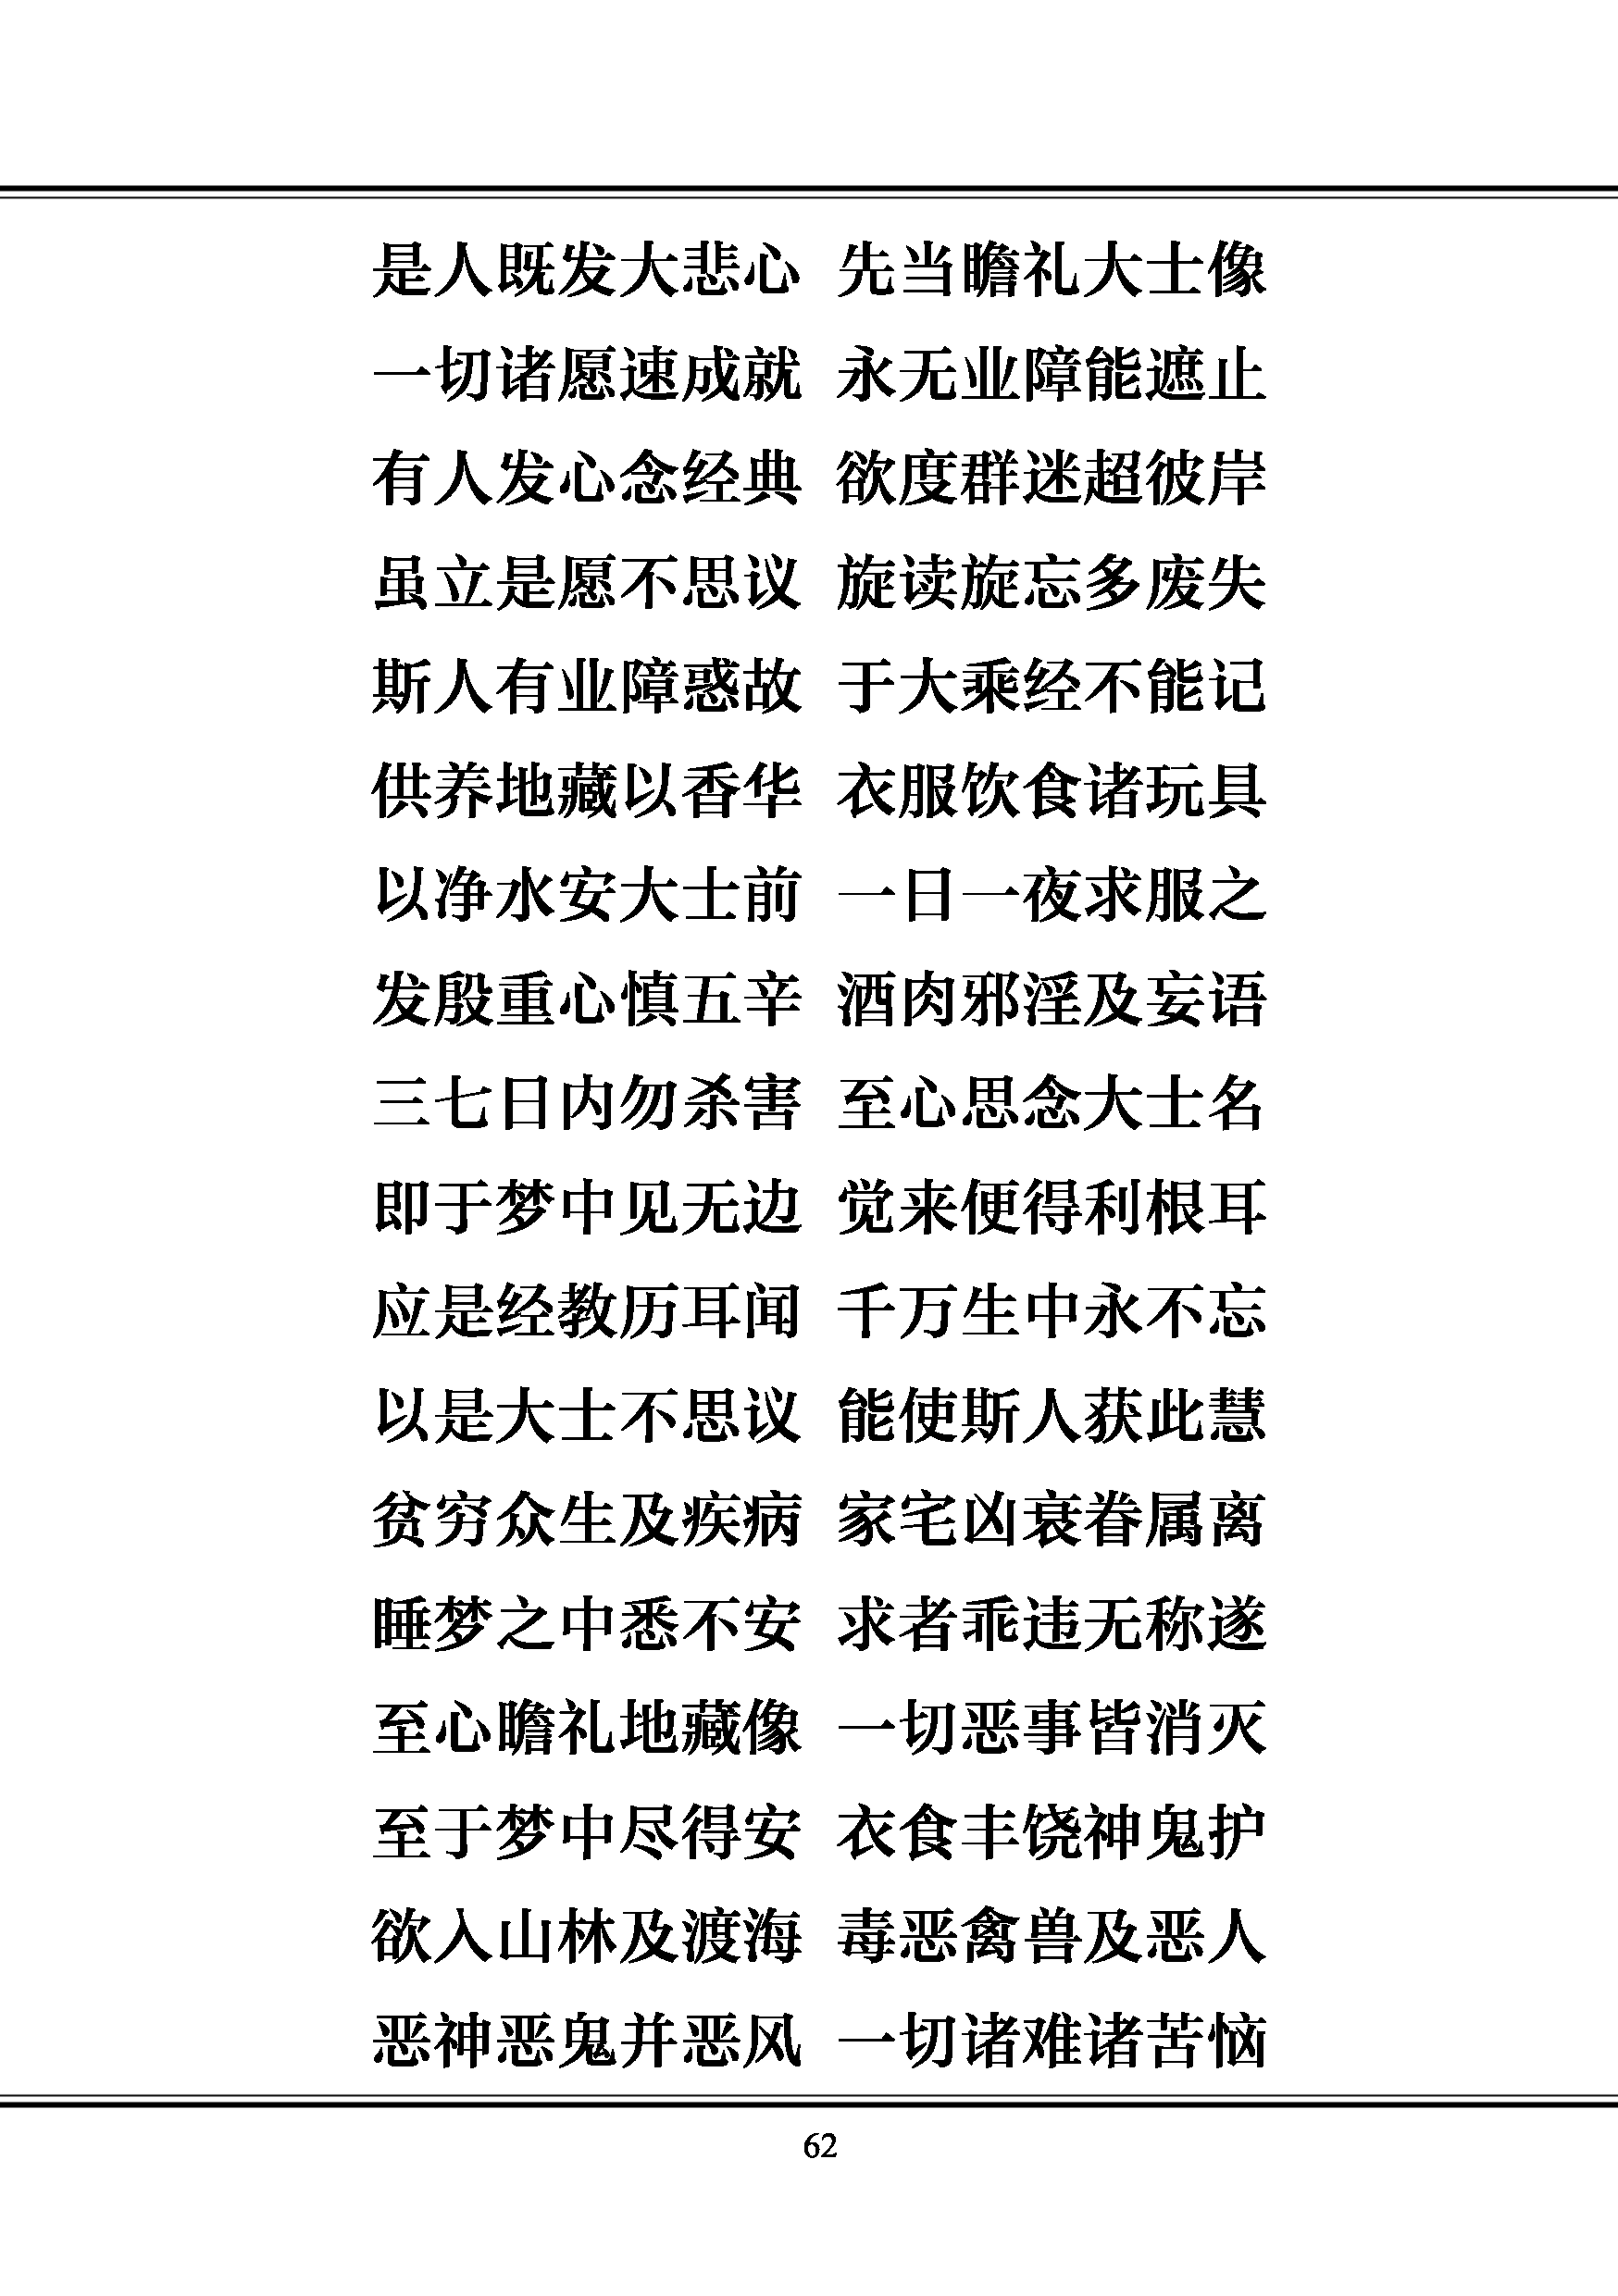 是人既发大悲心 先当瞻礼大士像
一切诸愿速成就 永无业障能遮止
有人发心念经典 欲度群迷超彼岸
虽立是愿不思议 旋读旋忘多废失
斯人有业障惑故 于大乘经不能记
供养地藏以香华 衣服饮食诸玩具
以净水安大士前 一日一夜求服之
发殷重心慎五辛 酒肉邪淫及妄语
三七日内勿杀害 至心思念大士名
即于梦中见无边 觉来便得利根耳
应是经教历耳闻 千万生中永不忘
以是大士不思议 能使斯人获此慧
贫穷众生及疾病 家宅凶衰眷属离
睡梦之中悉不安 求者乖违无称遂
至心瞻礼地藏像 一切恶事皆消灭
至于梦中尽得安 衣食丰饶神鬼护
欲入山林及渡海 毒恶禽兽及恶人
恶神恶鬼并恶风 一切诸难诸苦恼
62